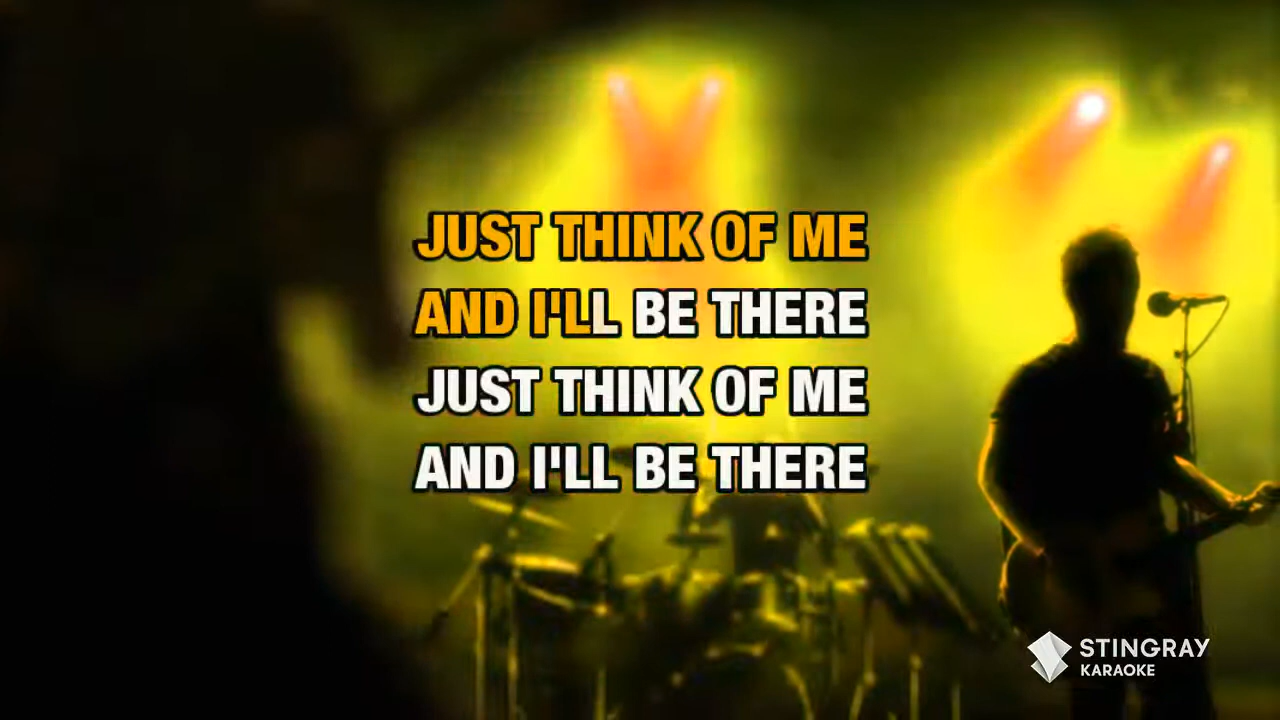 JUST THINK OF ME
AND I'LL BE THERE
JUST THINK OF ME
AND I'LL BE THERE
STINGRAY
KARAOKE